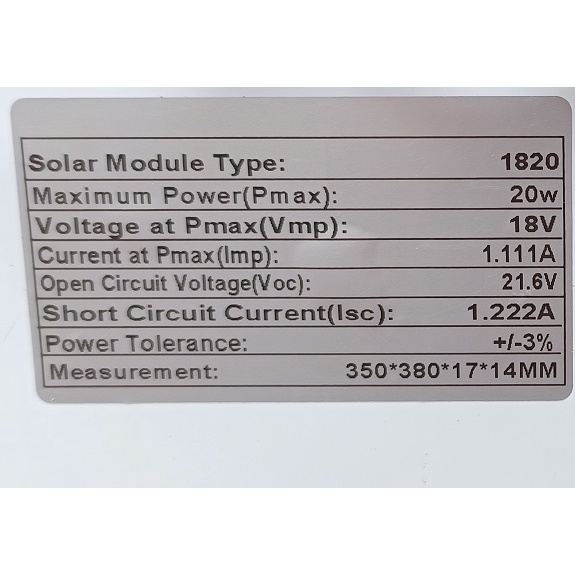 Solar Module Type: 1820
Maximum Power(Pmax): 20w
Voltage at Pmax(Vmp): 18V
Current at Pmax(Imp): 1.111A
Open Circuit Voltage(Voc): 21.6V
Short Circuit Current(Isc): 1.222A
Power Tolerance: +/-3%
Measurement: 350*380*17*14MM